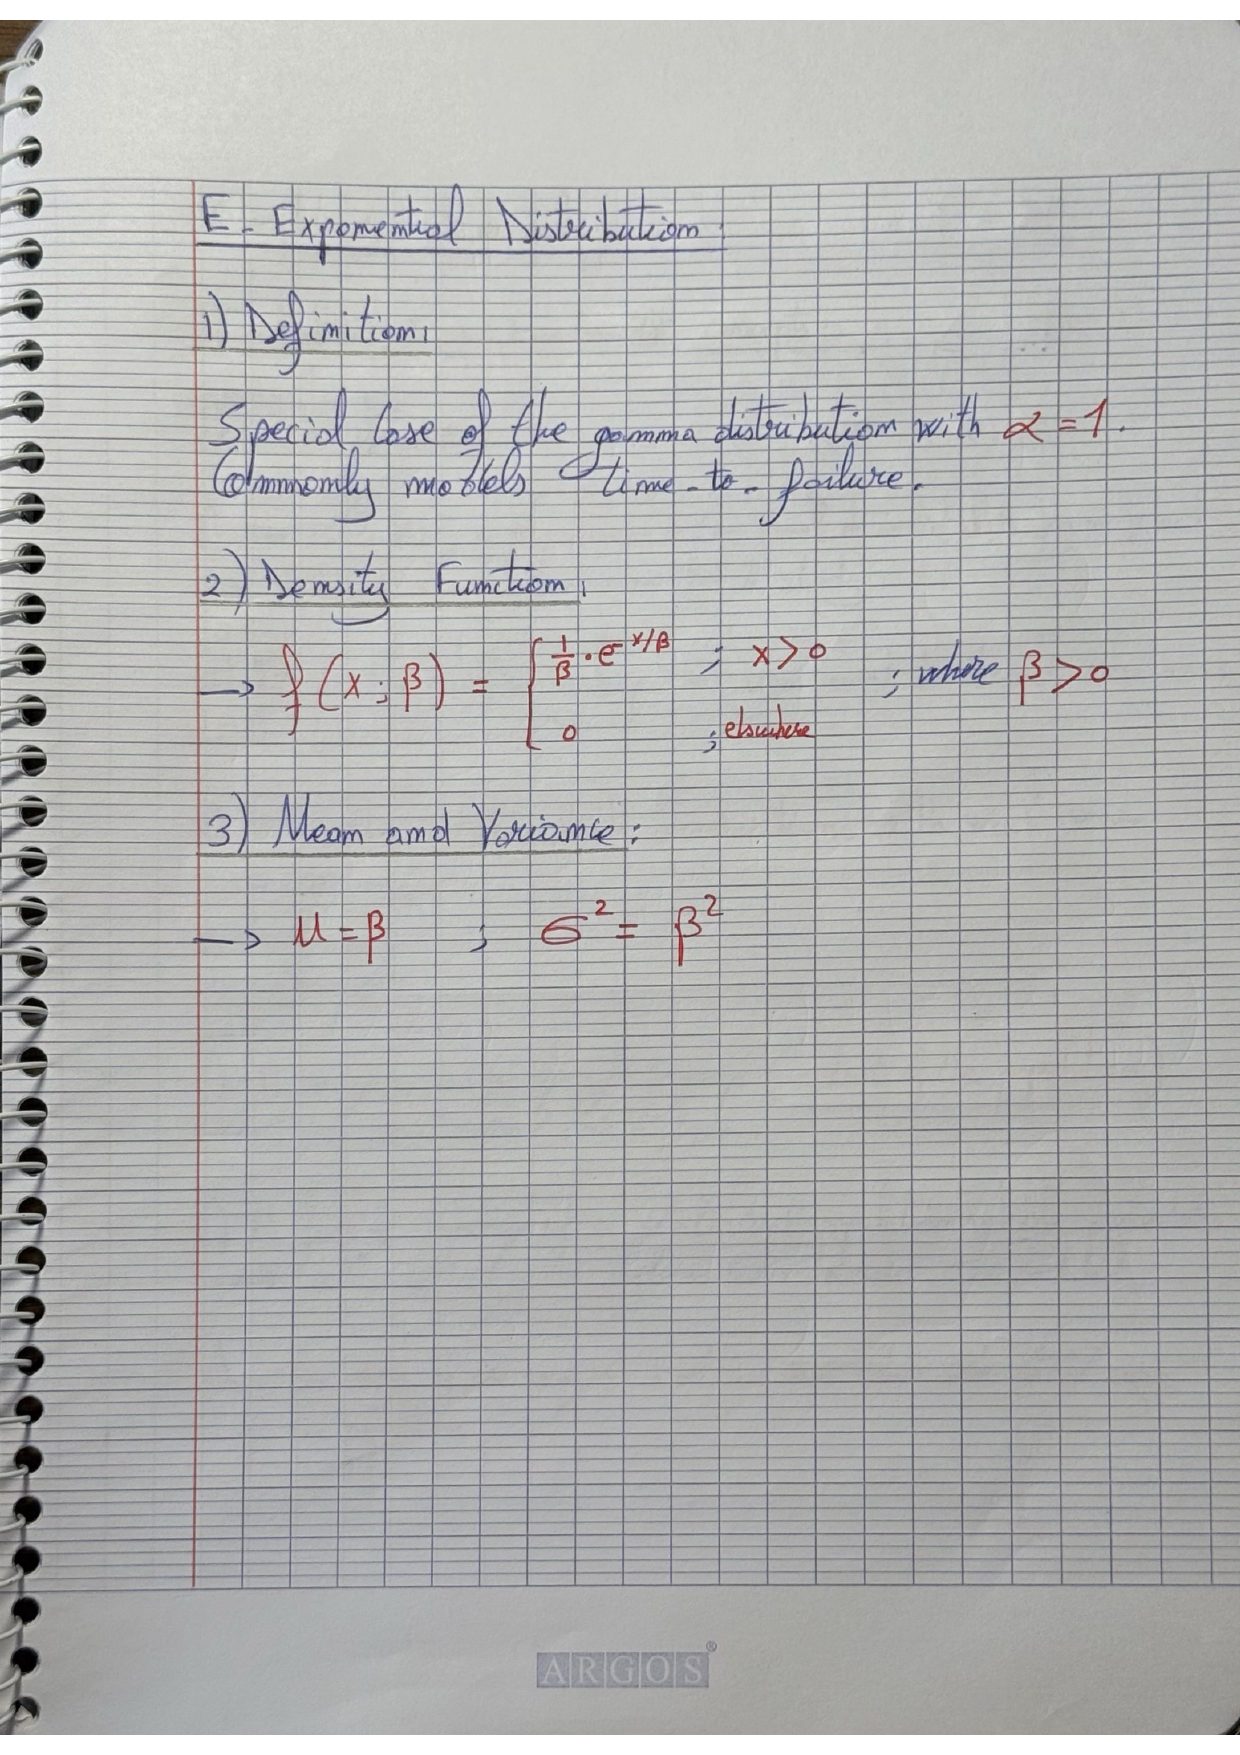 E- Exponential Distribution:
1) Definition:
Special Case of the gamma distribution with α = 1.
Commonly models time-to-failure.
2) Density Function:
→ f(x; β) = { 1/β · e^-x/β ; x > 0 ; where β > 0
0 ; elsewhere
3) Mean and Variance:
→ μ = β ; σ² = β²
ARGOS®